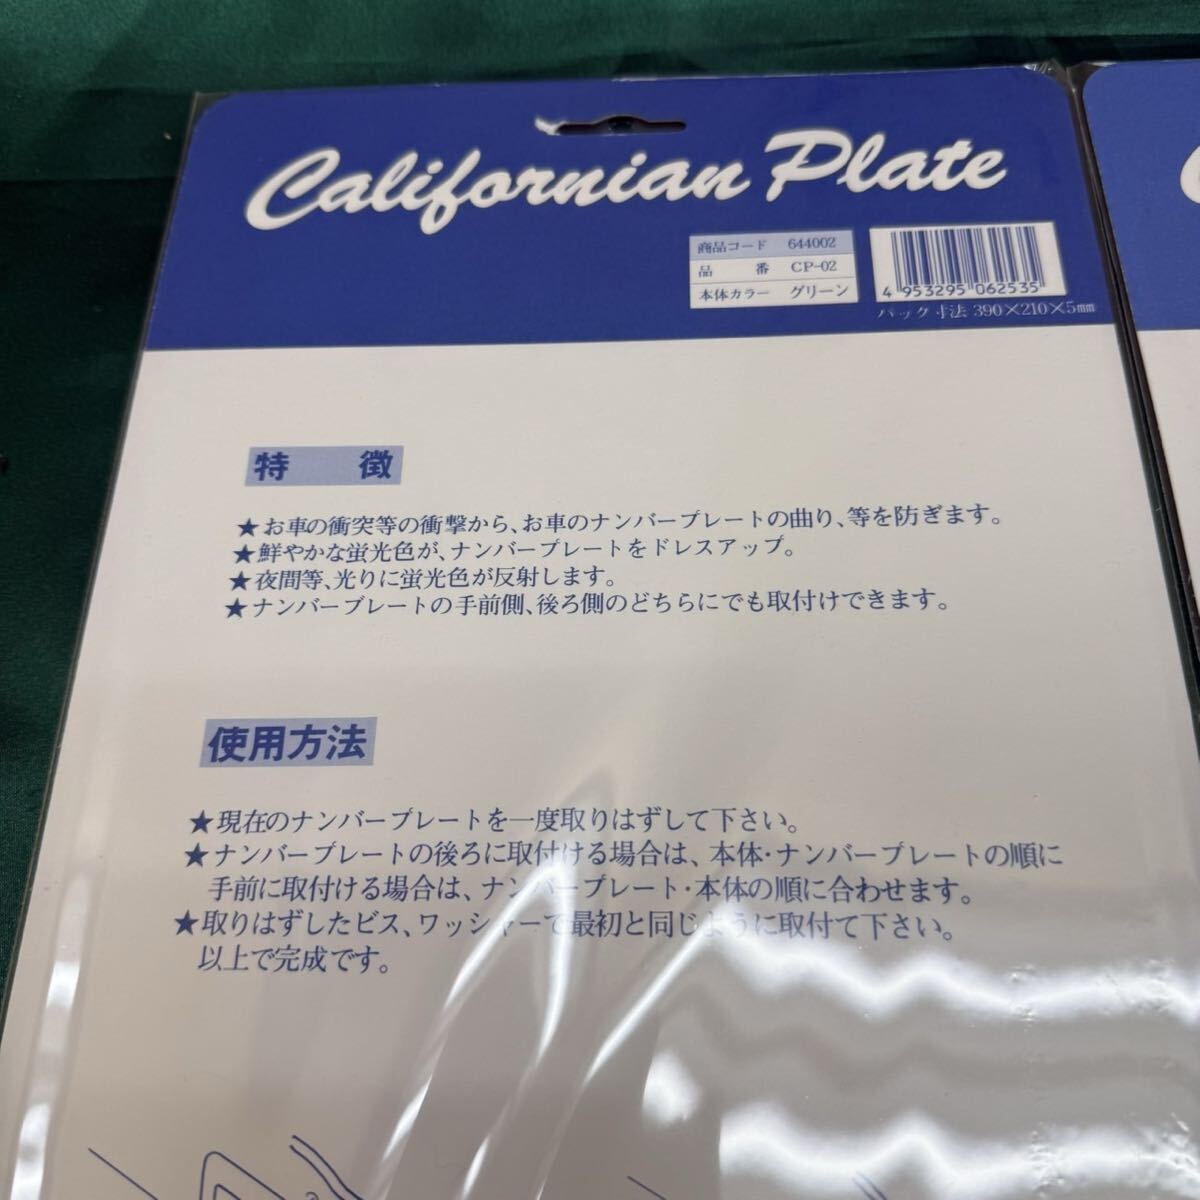 Californian Plate
商品コード 644002
品 番 CP-02
本体カラー グリーン
4 953295 062535
パック寸法 390×210×5㎜
特 徴
★お車の衝突等の衝撃から、お車のナンバープレートの曲り、等を防ぎます。
★鮮やかな蛍光色が、ナンバープレートをドレスアップ。
★夜間等、光りに蛍光色が反射します。
★ナンバープレートの手前側、後ろ側のどちらにでも取付けできます。
使用方法
★現在のナンバープレートを一度取りはずして下さい。
★ナンバープレートの後ろに取付ける場合は、本体・ナンバープレートの順に
手前に取付ける場合は、ナンバープレート・本体の順に合わせます。
★取りはずしたビス、ワッシャーで最初と同じように取付て下さい。
以上で完成です。